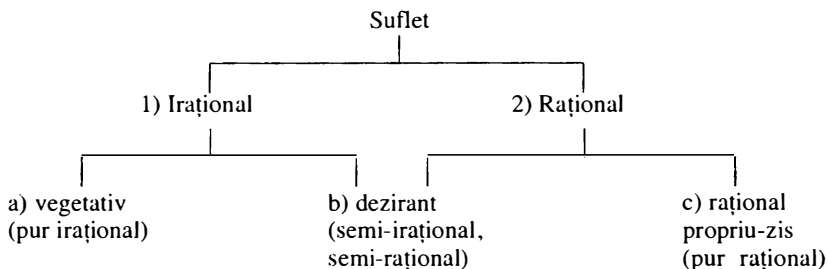 Suflet
1) Irațional 2) Rațional
a) vegetativ b) dezirant c) rațional
(pur irațional) (semi-irațional, propriu-zis
semi-rațional) (pur rațional)